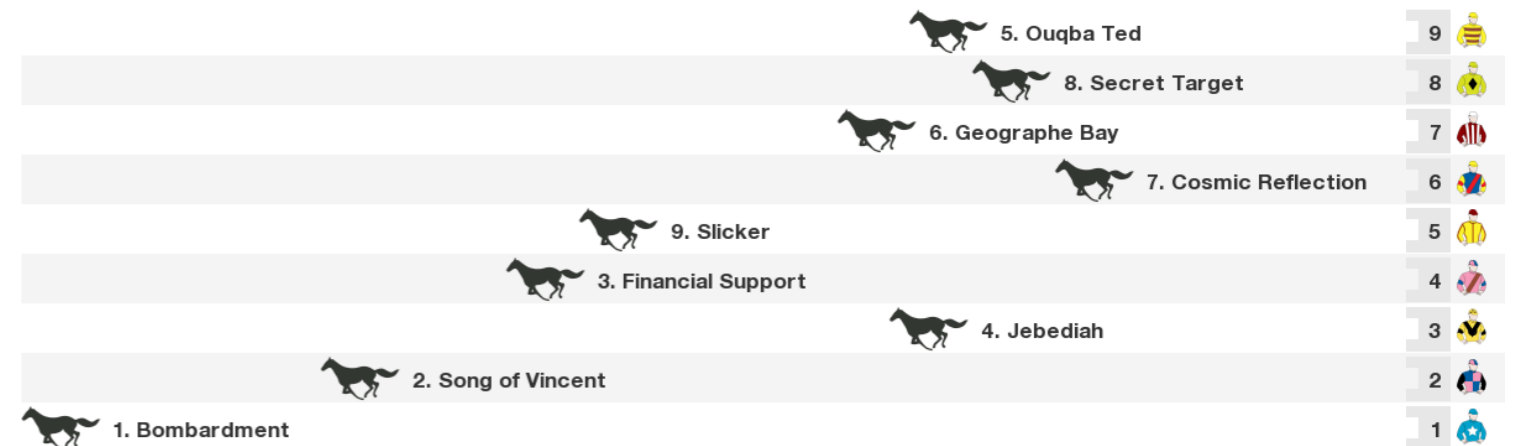 5. Ouqba Ted 9
8. Secret Target 8
6. Geographe Bay 7
7. Cosmic Reflection 6
9. Slicker 5
3. Financial Support 4
4. Jebediah 3
2. Song of Vincent 2
1. Bombardment 1